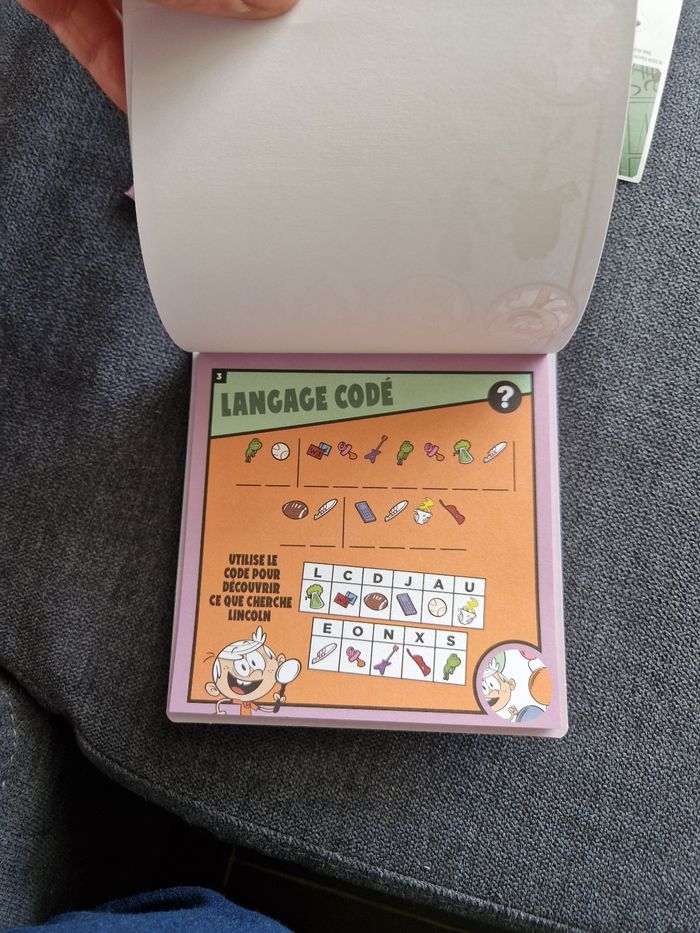 3
LANGAGE CODÉ
?
UTILISE LE
CODE POUR
DÉCOUVRIR
CE QUE CHERCHE
LINCOLN
L C D J A U
E O N X S